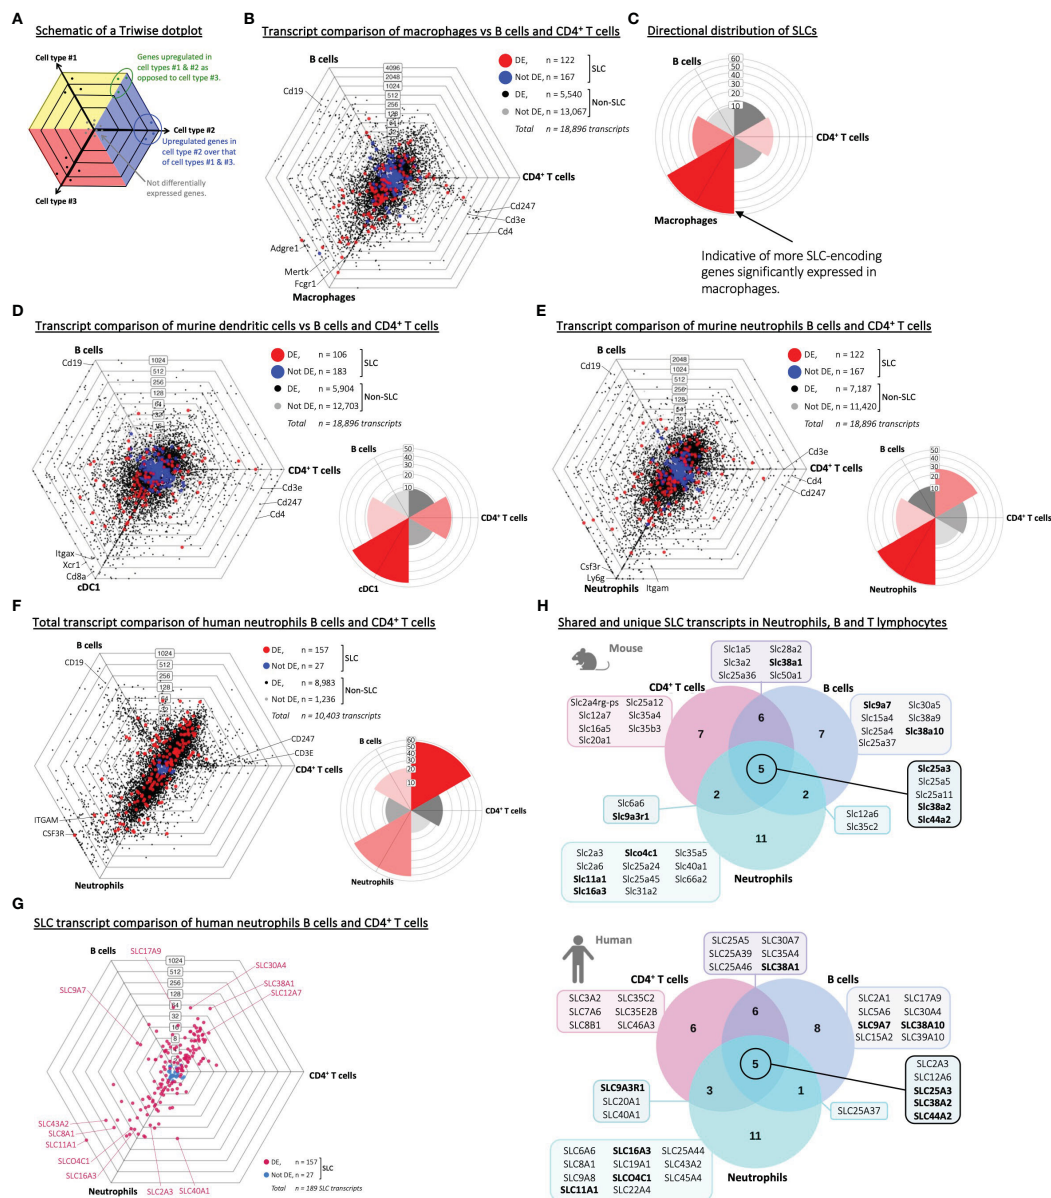 A
Schematic of a Triwise dotplot
Cell type #1
Genes upregulated in
cell types #1 & #2 as
opposed to cell type #3.
Cell type #2
Upregulated genes in
cell type #2 over that
of cell types #1 & #3.
Not differentially
expressed genes.
Cell type #3
B
Transcript comparison of macrophages vs B cells and CD4⁺ T cells
B cells
Cd19
4096
2048
1024
512
256
128
DE, n = 122
Not DE, n = 167
SLC
DE, n = 5,540
Not DE, n = 13,067
Non-SLC
Total n = 18,896 transcripts
CD4⁺ T cells
Cd247
Cd3e
Cd4
Adgre1
Mertk
Fcgr1
Macrophages
C
Directional distribution of SLCs
B cells
60
50
40
30
20
10
CD4⁺ T cells
Macrophages
Indicative of more SLC-encoding
genes significantly expressed in
macrophages.
D
Transcript comparison of murine dendritic cells vs B cells and CD4⁺ T cells
B cells
Cd19
1024
512
256
128
64
32
DE, n = 106
Not DE, n = 183
SLC
DE, n = 5,904
Not DE, n = 12,703
Non-SLC
Total n = 18,896 transcripts
CD4⁺ T cells
Cd3e
Cd247
Cd4
Itgax
Xcr1
Cd8a
cDC1
B cells
50
40
30
20
10
CD4⁺ T cells
cDC1
E
Transcript comparison of murine neutrophils B cells and CD4⁺ T cells
B cells
Cd19
2048
1024
512
256
128
64
32
DE, n = 122
Not DE, n = 167
SLC
DE, n = 7,187
Not DE, n = 11,420
Non-SLC
Total n = 18,896 transcripts
Cd3e
CD4⁺ T cells
Cd4
Cd247
Csf3r
Ly6g
Itgam
Neutrophils
B cells
50
40
30
20
10
CD4⁺ T cells
Neutrophils
F
Total transcript comparison of human neutrophils B cells and CD4⁺ T cells
B cells
CD19
1024
512
256
128
64
32
DE, n = 157
Not DE, n = 27
SLC
DE, n = 8,983
Not DE, n = 1,236
Non-SLC
Total n = 10,403 transcripts
CD247
CD3E
CD4⁺ T cells
ITGAM
CSF3R
Neutrophils
B cells
60
50
40
30
20
10
CD4⁺ T cells
Neutrophils
G
SLC transcript comparison of human neutrophils B cells and CD4⁺ T cells
B cells
SLC17A9
1024
512
256
128
64
32
16
8
SLC30A4
SLC38A1
SLC12A7
SLC9A7
CD4⁺ T cells
SLC43A2
SLC8A1
SLC11A1
SLCO4C1
SLC16A3
SLC2A3
SLC40A1
Neutrophils
DE, n = 157
Not DE, n = 27
SLC
Total n = 189 SLC transcripts
H
Shared and unique SLC transcripts in Neutrophils, B and T lymphocytes
Mouse
Slc1a5 Slc28a2
Slc3a2 Slc38a1
Slc25a36 Slc50a1
CD4⁺ T cells
B cells
Slc2a4rg-ps Slc25a12
Slc12a7 Slc35a4
Slc16a5 Slc35b3
Slc20a1
Slc9a7 Slc30a5
Slc15a4 Slc38a9
Slc25a4 Slc38a10
Slc25a37
7
6
7
5
2
2
11
Slc25a3
Slc25a5
Slc25a11
Slc38a2
Slc44a2
Slc6a6
Slc9a3r1
Slc12a6
Slc35c2
Slc2a3 Slco4c1 Slc35a5
Slc2a6 Slc25a24 Slc40a1
Slc11a1 Slc25a45 Slc66a2
Slc16a3 Slc31a2
Neutrophils
Human
SLC25A5 SLC30A7
SLC25A39 SLC35A4
SLC25A46 SLC38A1
CD4⁺ T cells
B cells
SLC3A2 SLC35C2
SLC7A6 SLC35E2B
SLC8B1 SLC46A3
SLC2A1 SLC17A9
SLC5A6 SLC30A4
SLC9A7 SLC38A10
SLC15A2 SLC39A10
6
6
8
5
3
1
11
SLC2A3
SLC12A6
SLC25A3
SLC38A2
SLC44A2
SLC9A3R1
SLC20A1
SLC40A1
SLC25A37
SLC6A6 SLC16A3 SLC25A44
SLC8A1 SLC19A1 SLC43A2
SLC9A8 SLCO4C1 SLC45A4
SLC11A1 SLC22A4
Neutrophils